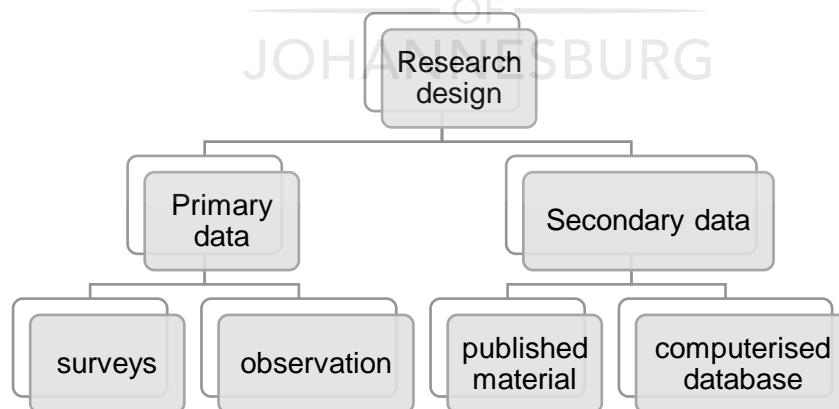 OF
JOHANNESBURG
Research
design
Primary
data
Secondary data
surveys
observation
published
material
computerised
database